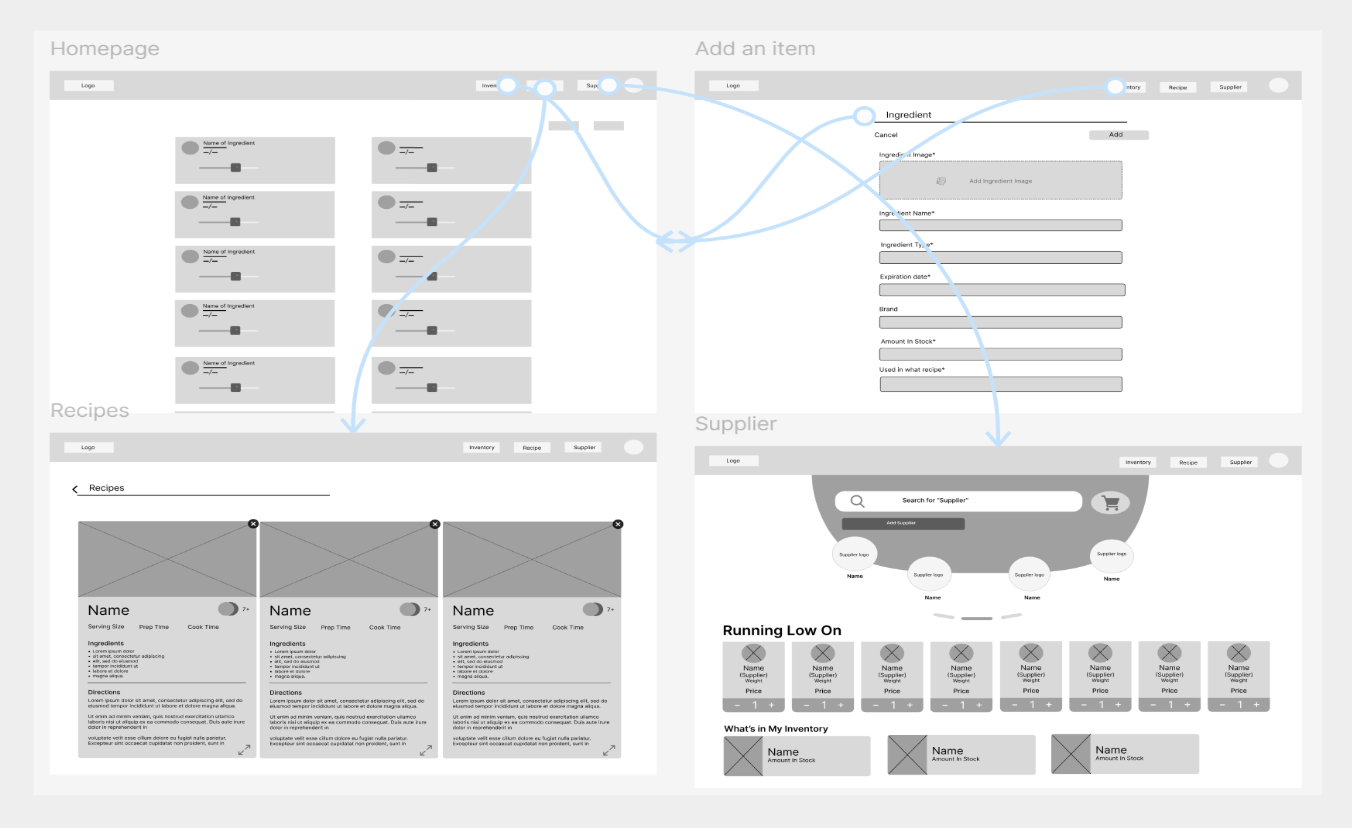 Homepage
Logo
Inven
Sup
Name of Ingredient
—/—
—/—
Name of Ingredient
—/—
—/—
Name of Ingredient
—/—
—/—
Name of Ingredient
—/—
—/—
Name of Ingredient
—/—
—/—
Add an item
ntory
Recipe
Supplier
Ingredient
Cancel
Add
Ingredient Image*
Add Ingredient Image
Ingredient Name*
Ingredient Type*
Expiration date*
Brand
Amount In Stock*
Used in what recipe*
Recipes
Logo
Inventory
Recipe
Supplier
Recipes
Name
7+
Serving Size
Prep Time
Cook Time
Ingredients
• Lorem ipsum dolor
• sit amet, consectetur adipiscing
• elit, sed do eiusmod
• tempor incididunt ut
• labore et dolore
• magna aliqua.
Directions
Lorem ipsum dolor sit amet, consectetur adipiscing elit, sed do
eiusmod tempor incididunt ut labore et dolore magna aliqua.
Ut enim ad minim veniam, quis nostrud exercitation ullamco
laboris nisi ut aliquip ex ea commodo consequat. Duis aute irure
dolor in reprehenderit in
voluptate velit esse cillum dolore eu fugiat nulla pariatur.
Excepteur sint occaecat cupidatat non proident, sunt in
Name
7+
Serving Size
Prep Time
Cook Time
Ingredients
• Lorem ipsum dolor
• sit amet, consectetur adipiscing
• elit, sed do eiusmod
• tempor incididunt ut
• labore et dolore
• magna aliqua.
Directions
Lorem ipsum dolor sit amet, consectetur adipiscing elit, sed do
eiusmod tempor incididunt ut labore et dolore magna aliqua.
Ut enim ad minim veniam, quis nostrud exercitation ullamco
laboris nisi ut aliquip ex ea commodo consequat. Duis aute irure
dolor in reprehenderit in
voluptate velit esse cillum dolore eu fugiat nulla pariatur.
Excepteur sint occaecat cupidatat non proident, sunt in
Name
7+
Serving Size
Prep Time
Cook Time
Ingredients
• Lorem ipsum dolor
• sit amet, consectetur adipiscing
• elit, sed do eiusmod
• tempor incididunt ut
• labore et dolore
• magna aliqua.
Directions
Lorem ipsum dolor sit amet, consectetur adipiscing elit, sed do
eiusmod tempor incididunt ut labore et dolore magna aliqua.
Ut enim ad minim veniam, quis nostrud exercitation ullamco
laboris nisi ut aliquip ex ea commodo consequat. Duis aute irure
dolor in reprehenderit in
voluptate velit esse cillum dolore eu fugiat nulla pariatur.
Excepteur sint occaecat cupidatat non proident, sunt in
Supplier
Logo
Inventory
Recipe
Supplier
Search for "Supplier"
Add Supplier
Supplier logo
Name
Supplier logo
Name
Supplier logo
Name
Supplier logo
Name
Running Low On
Name
(Supplier)
Weight
Price
− 1 +
Name
(Supplier)
Weight
Price
− 1 +
Name
(Supplier)
Weight
Price
− 1 +
Name
(Supplier)
Weight
Price
− 1 +
Name
(Supplier)
Weight
Price
− 1 +
Name
(Supplier)
Weight
Price
− 1 +
Name
(Supplier)
Weight
Price
− 1 +
Name
(Supplier)
Weight
Price
− 1 +
What's in My Inventory
Name
Amount In Stock
Name
Amount In Stock
Name
Amount In Stock